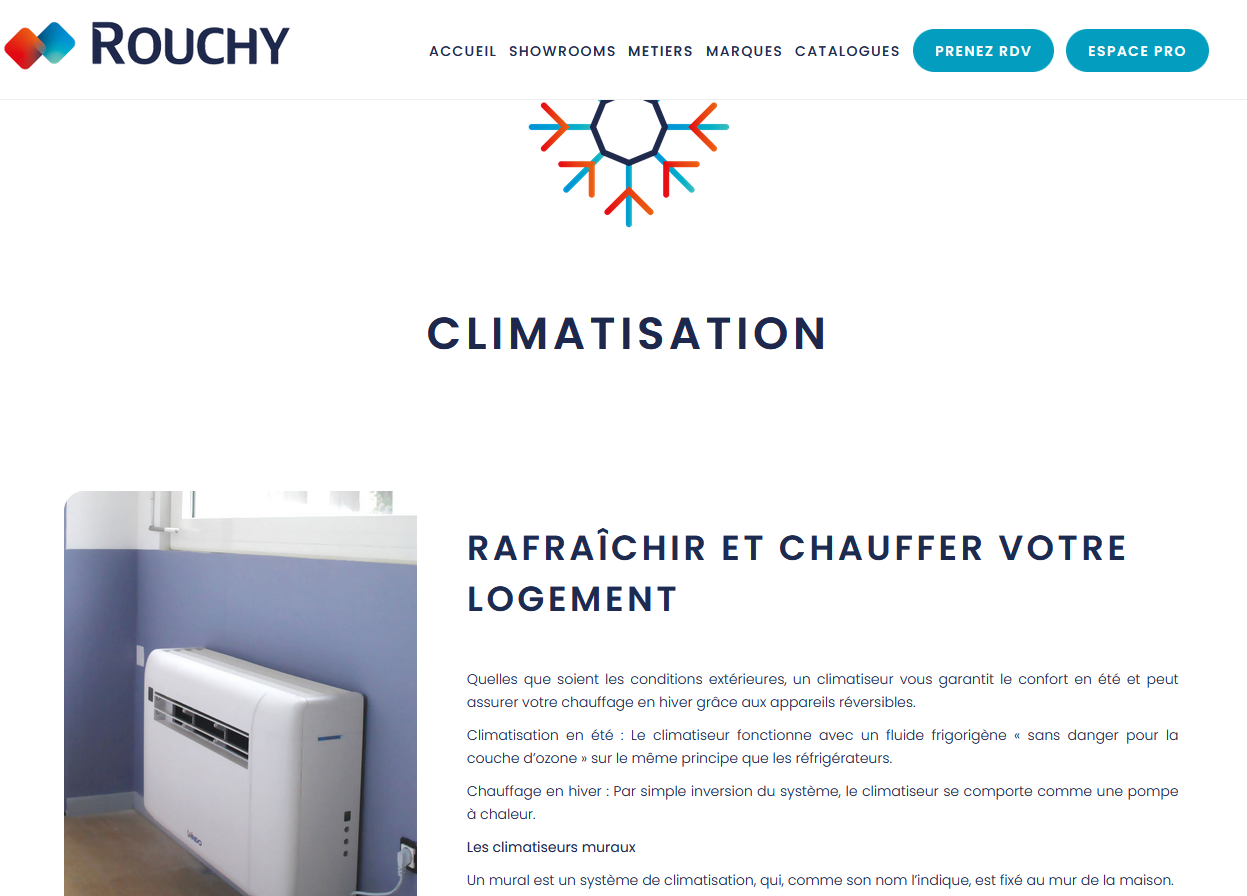 ROUCHY
ACCUEIL SHOWROOMS METIERS MARQUES CATALOGUES PRENEZ RDV ESPACE PRO
CLIMATISATION
RAFRAÎCHIR ET CHAUFFER VOTRE
LOGEMENT
Quelles que soient les conditions extérieures, un climatiseur vous garantit le confort en été et peut
assurer votre chauffage en hiver grâce aux appareils réversibles.
Climatisation en été : Le climatiseur fonctionne avec un fluide frigorigène « sans danger pour la
couche d’ozone » sur le même principe que les réfrigérateurs.
Chauffage en hiver : Par simple inversion du système, le climatiseur se comporte comme une pompe
à chaleur.
Les climatiseurs muraux
Un mural est un système de climatisation, qui, comme son nom l’indique, est fixé au mur de la maison.